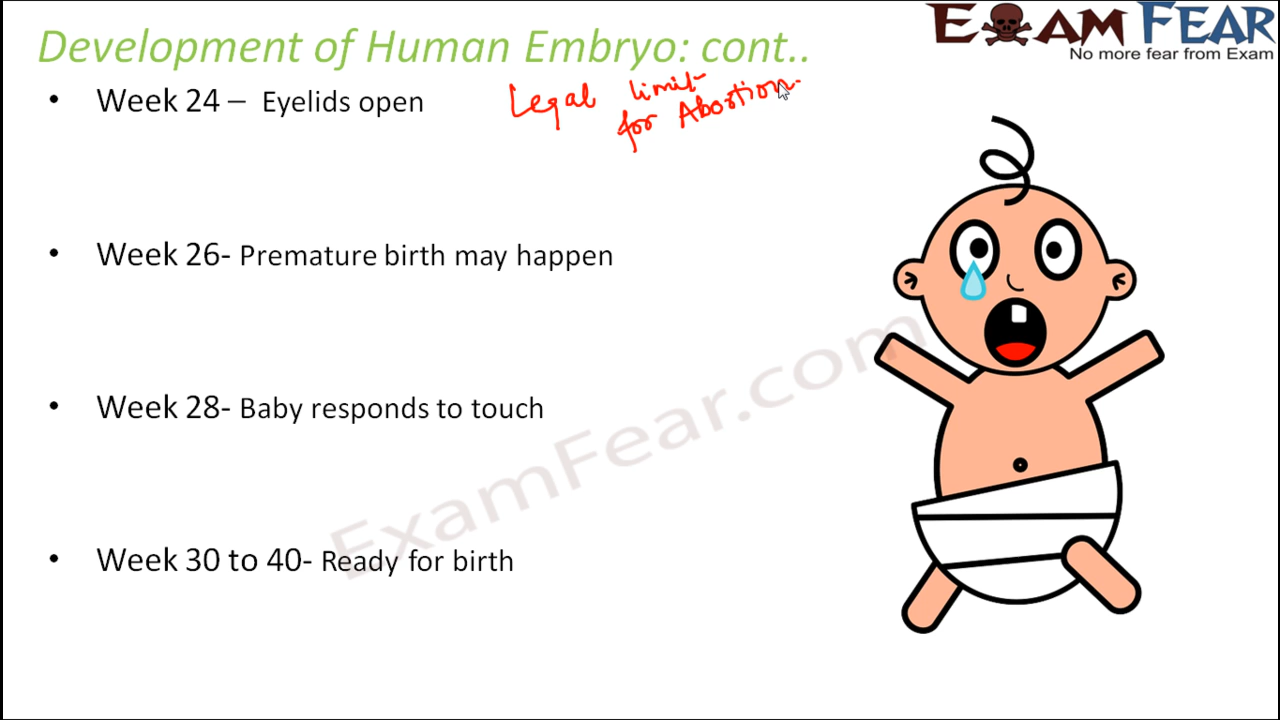 Development of Human Embryo: cont..
EXAM FEAR
No more fear from Exam
• Week 24 – Eyelids open
Legal limit
for Abortion.
• Week 26- Premature birth may happen
• Week 28- Baby responds to touch
• Week 30 to 40- Ready for birth
ExamFear.com